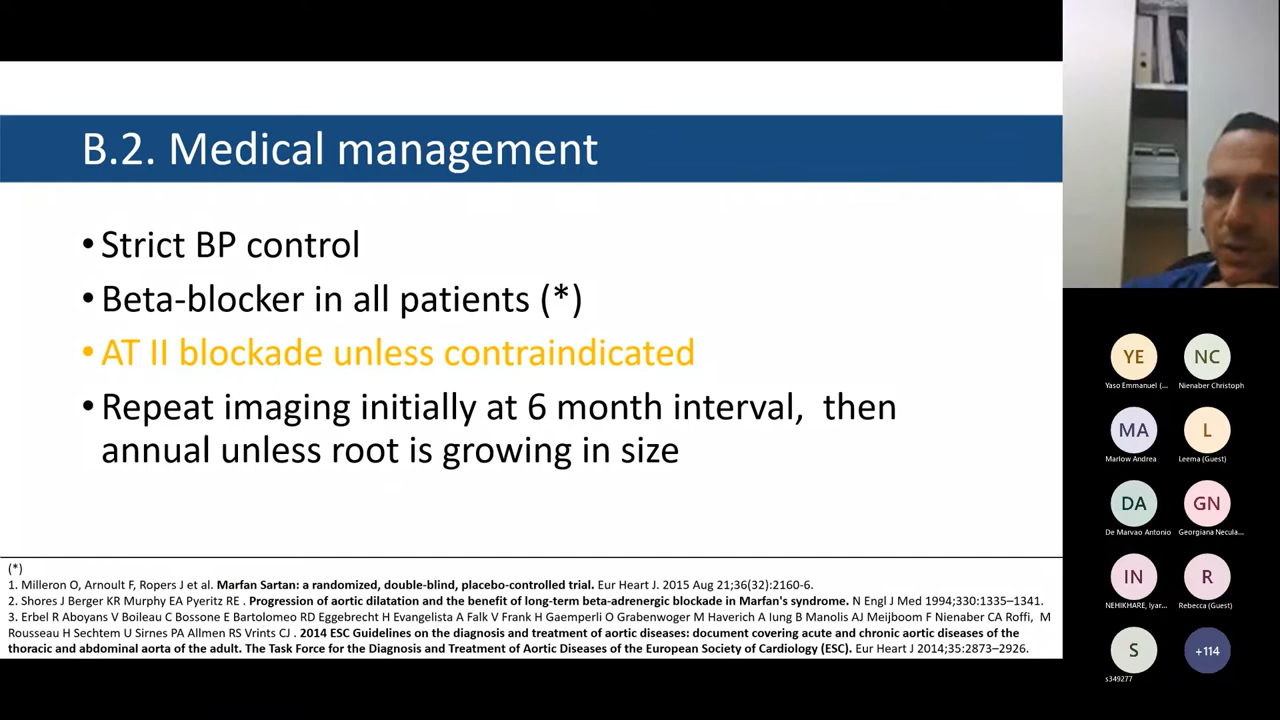 B.2. Medical management
• Strict BP control
• Beta-blocker in all patients (*)
• AT II blockade unless contraindicated
• Repeat imaging initially at 6 month interval, then
annual unless root is growing in size
(*)
1. Milleron O, Arnoult F, Ropers J et al. Marfan Sartan: a randomized, double-blind, placebo-controlled trial. Eur Heart J. 2015 Aug 21;36(32):2160-6.
2. Shores J Berger KR Murphy EA Pyeritz RE . Progression of aortic dilatation and the benefit of long-term beta-adrenergic blockade in Marfan's syndrome. N Engl J Med 1994;330:1335–1341.
3. Erbel R Aboyans V Boileau C Bossone E Bartolomeo RD Eggebrecht H Evangelista A Falk V Frank H Gaemperli O Grabenwoger M Haverich A Iung B Manolis AJ Meijboom F Nienaber CA Roffi, M
Rousseau H Sechtem U Sirnes PA Allmen RS Vrints CJ . 2014 ESC Guidelines on the diagnosis and treatment of aortic diseases: document covering acute and chronic aortic diseases of the
thoracic and abdominal aorta of the adult. The Task Force for the Diagnosis and Treatment of Aortic Diseases of the European Society of Cardiology (ESC). Eur Heart J 2014;35:2873–2926.
YE
Yaso Emmanuel (...
NC
Nienaber Christoph
MA
Marlow Andrea
L
Leema (Guest)
DA
De Marvao Antonio
GN
Georgiana Necula...
IN
NEHIKHARE, Iyar...
R
Rebecca (Guest)
S
s349277
+114